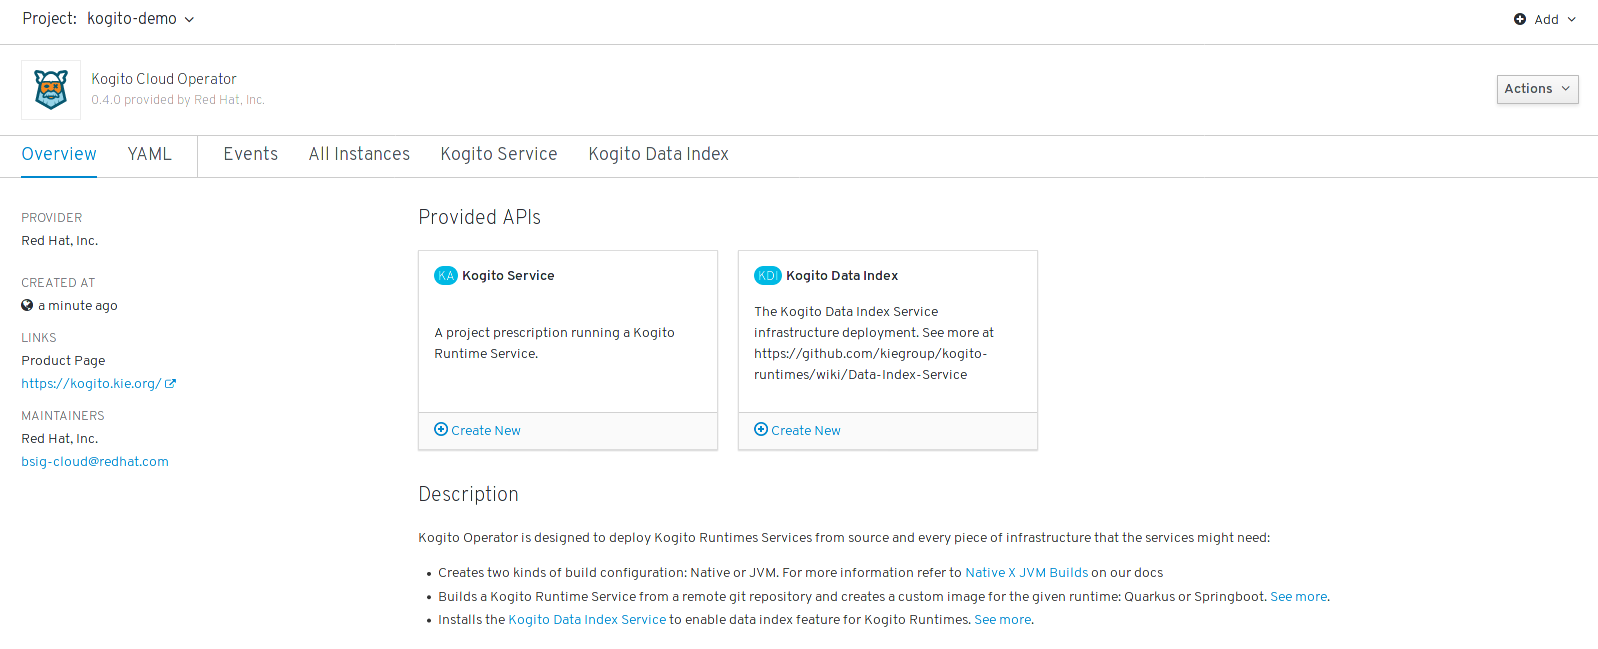 Project: kogito-demo
Add
Kogito Cloud Operator
0.4.0 provided by Red Hat, Inc.
Actions
Overview YAML Events All Instances Kogito Service Kogito Data Index
PROVIDER
Red Hat, Inc.
CREATED AT
a minute ago
LINKS
Product Page
https://kogito.kie.org/
MAINTAINERS
Red Hat, Inc.
bsig-cloud@redhat.com
Provided APIs
KA Kogito Service
A project prescription running a Kogito
Runtime Service.
Create New
KDI Kogito Data Index
The Kogito Data Index Service
infrastructure deployment. See more at
https://github.com/kiegroup/kogito-
runtimes/wiki/Data-Index-Service
Create New
Description
Kogito Operator is designed to deploy Kogito Runtimes Services from source and every piece of infrastructure that the services might need:
• Creates two kinds of build configuration: Native or JVM. For more information refer to Native X JVM Builds on our docs
• Builds a Kogito Runtime Service from a remote git repository and creates a custom image for the given runtime: Quarkus or Springboot. See more.
• Installs the Kogito Data Index Service to enable data index feature for Kogito Runtimes. See more.